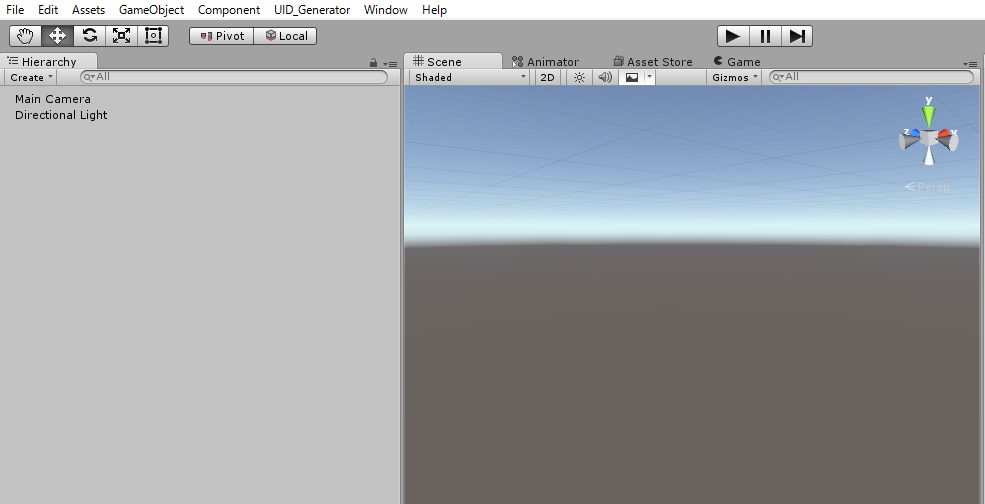 File Edit Assets GameObject Component UID_Generator Window Help
Pivot Local
Hierarchy
Create All
Main Camera
Directional Light
Scene Animator Asset Store Game
Shaded 2D Gizmos All
y
z x
Persp